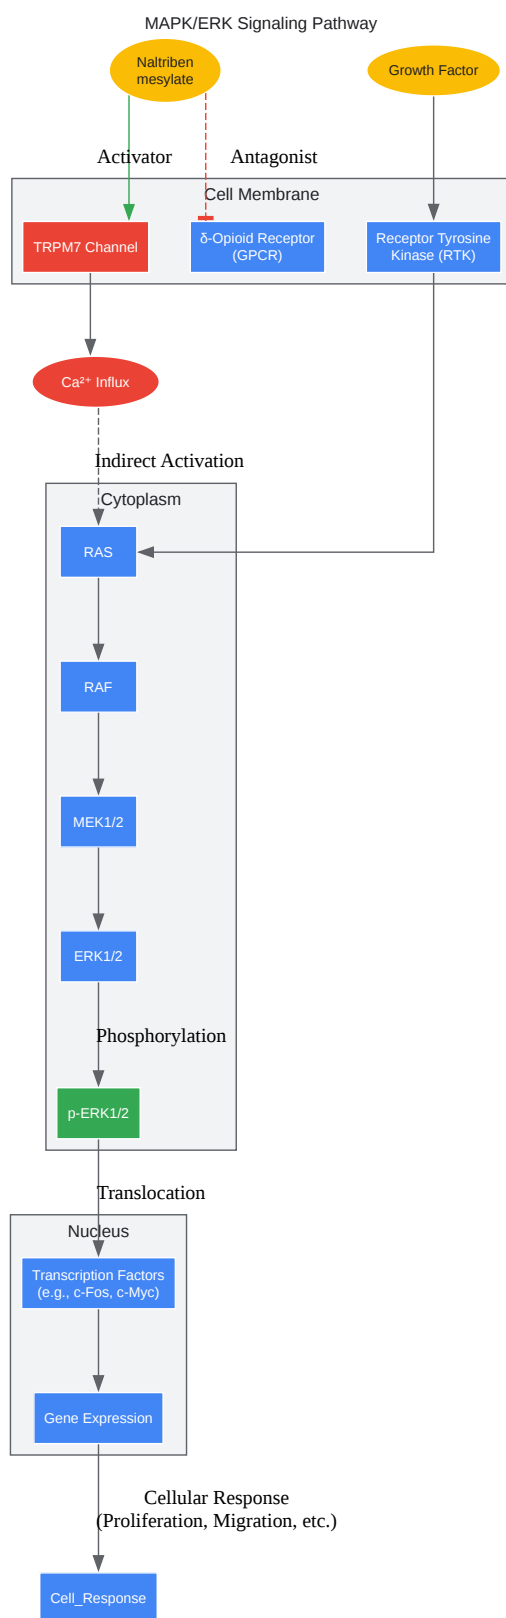 MAPK/ERK Signaling Pathway
Naltriben
mesylate
Growth Factor
Activator
Antagonist
Cell Membrane
TRPM7 Channel
δ-Opioid Receptor
(GPCR)
Receptor Tyrosine
Kinase (RTK)
Ca²⁺ Influx
Indirect Activation
Cytoplasm
RAS
RAF
MEK1/2
ERK1/2
Phosphorylation
p-ERK1/2
Translocation
Nucleus
Transcription Factors
(e.g., c-Fos, c-Myc)
Gene Expression
Cellular Response
(Proliferation, Migration, etc.)
Cell_Response